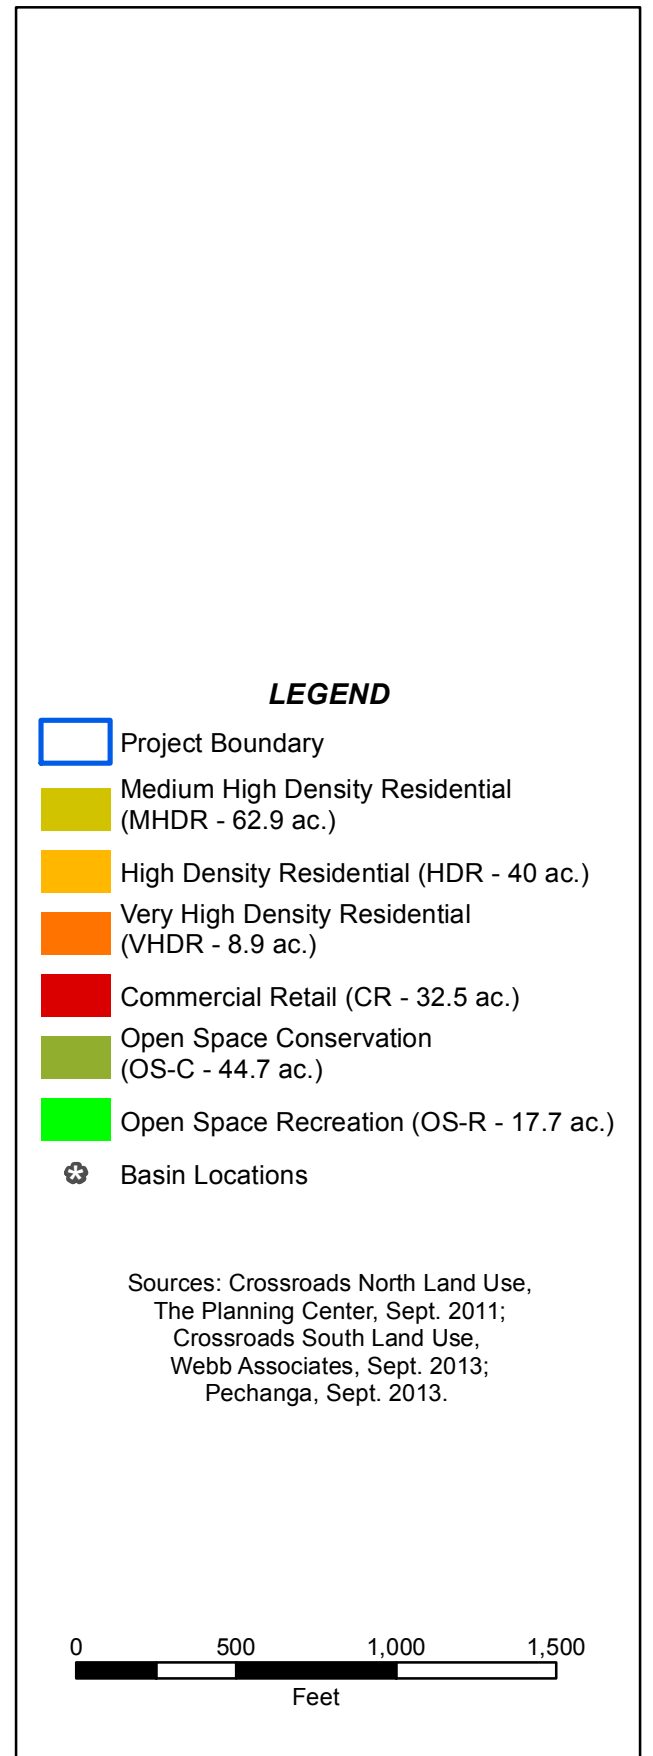 LEGEND
Project Boundary
Medium High Density Residential
(MHDR - 62.9 ac.)
High Density Residential (HDR - 40 ac.)
Very High Density Residential
(VHDR - 8.9 ac.)
Commercial Retail (CR - 32.5 ac.)
Open Space Conservation
(OS-C - 44.7 ac.)
Open Space Recreation (OS-R - 17.7 ac.)
Basin Locations
Sources: Crossroads North Land Use,
The Planning Center, Sept. 2011;
Crossroads South Land Use,
Webb Associates, Sept. 2013;
Pechanga, Sept. 2013.
0 500 1,000 1,500
Feet